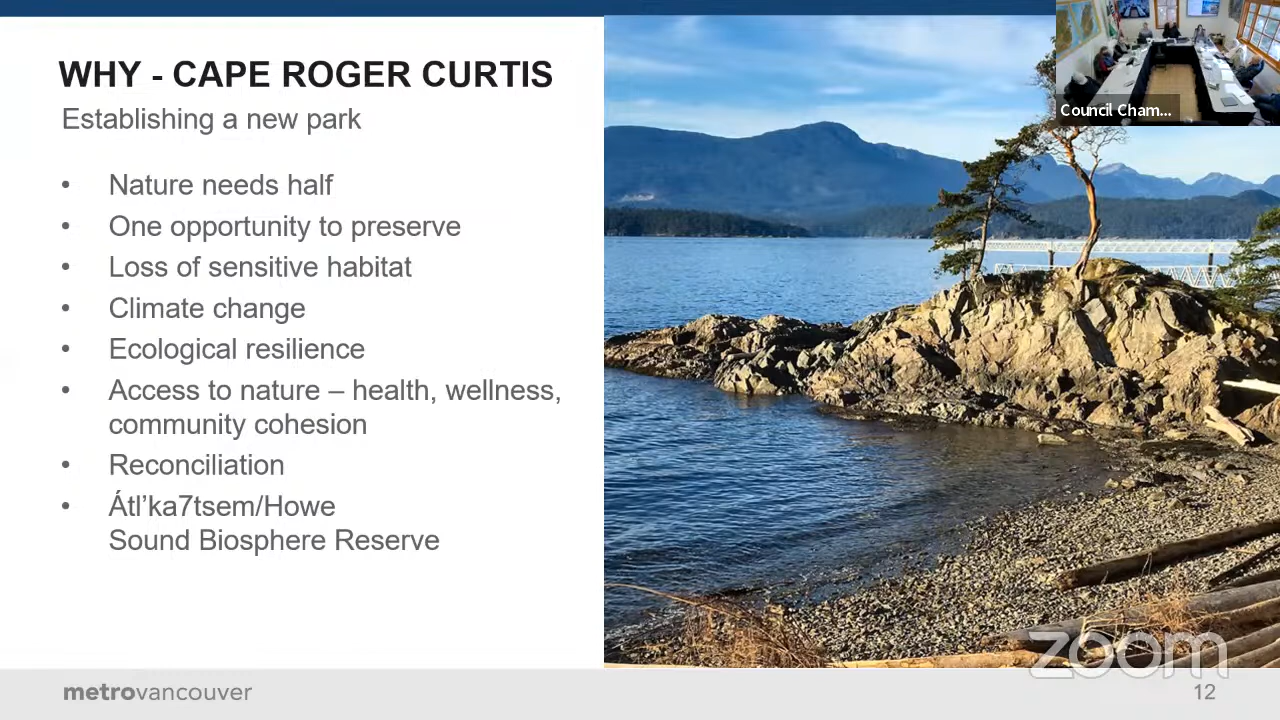 WHY - CAPE ROGER CURTIS
Establishing a new park
• Nature needs half
• One opportunity to preserve
• Loss of sensitive habitat
• Climate change
• Ecological resilience
• Access to nature – health, wellness,
community cohesion
• Reconciliation
• Átl’ka7tsem/Howe
Sound Biosphere Reserve
Council Cham...
zoom
metrovancouver
12